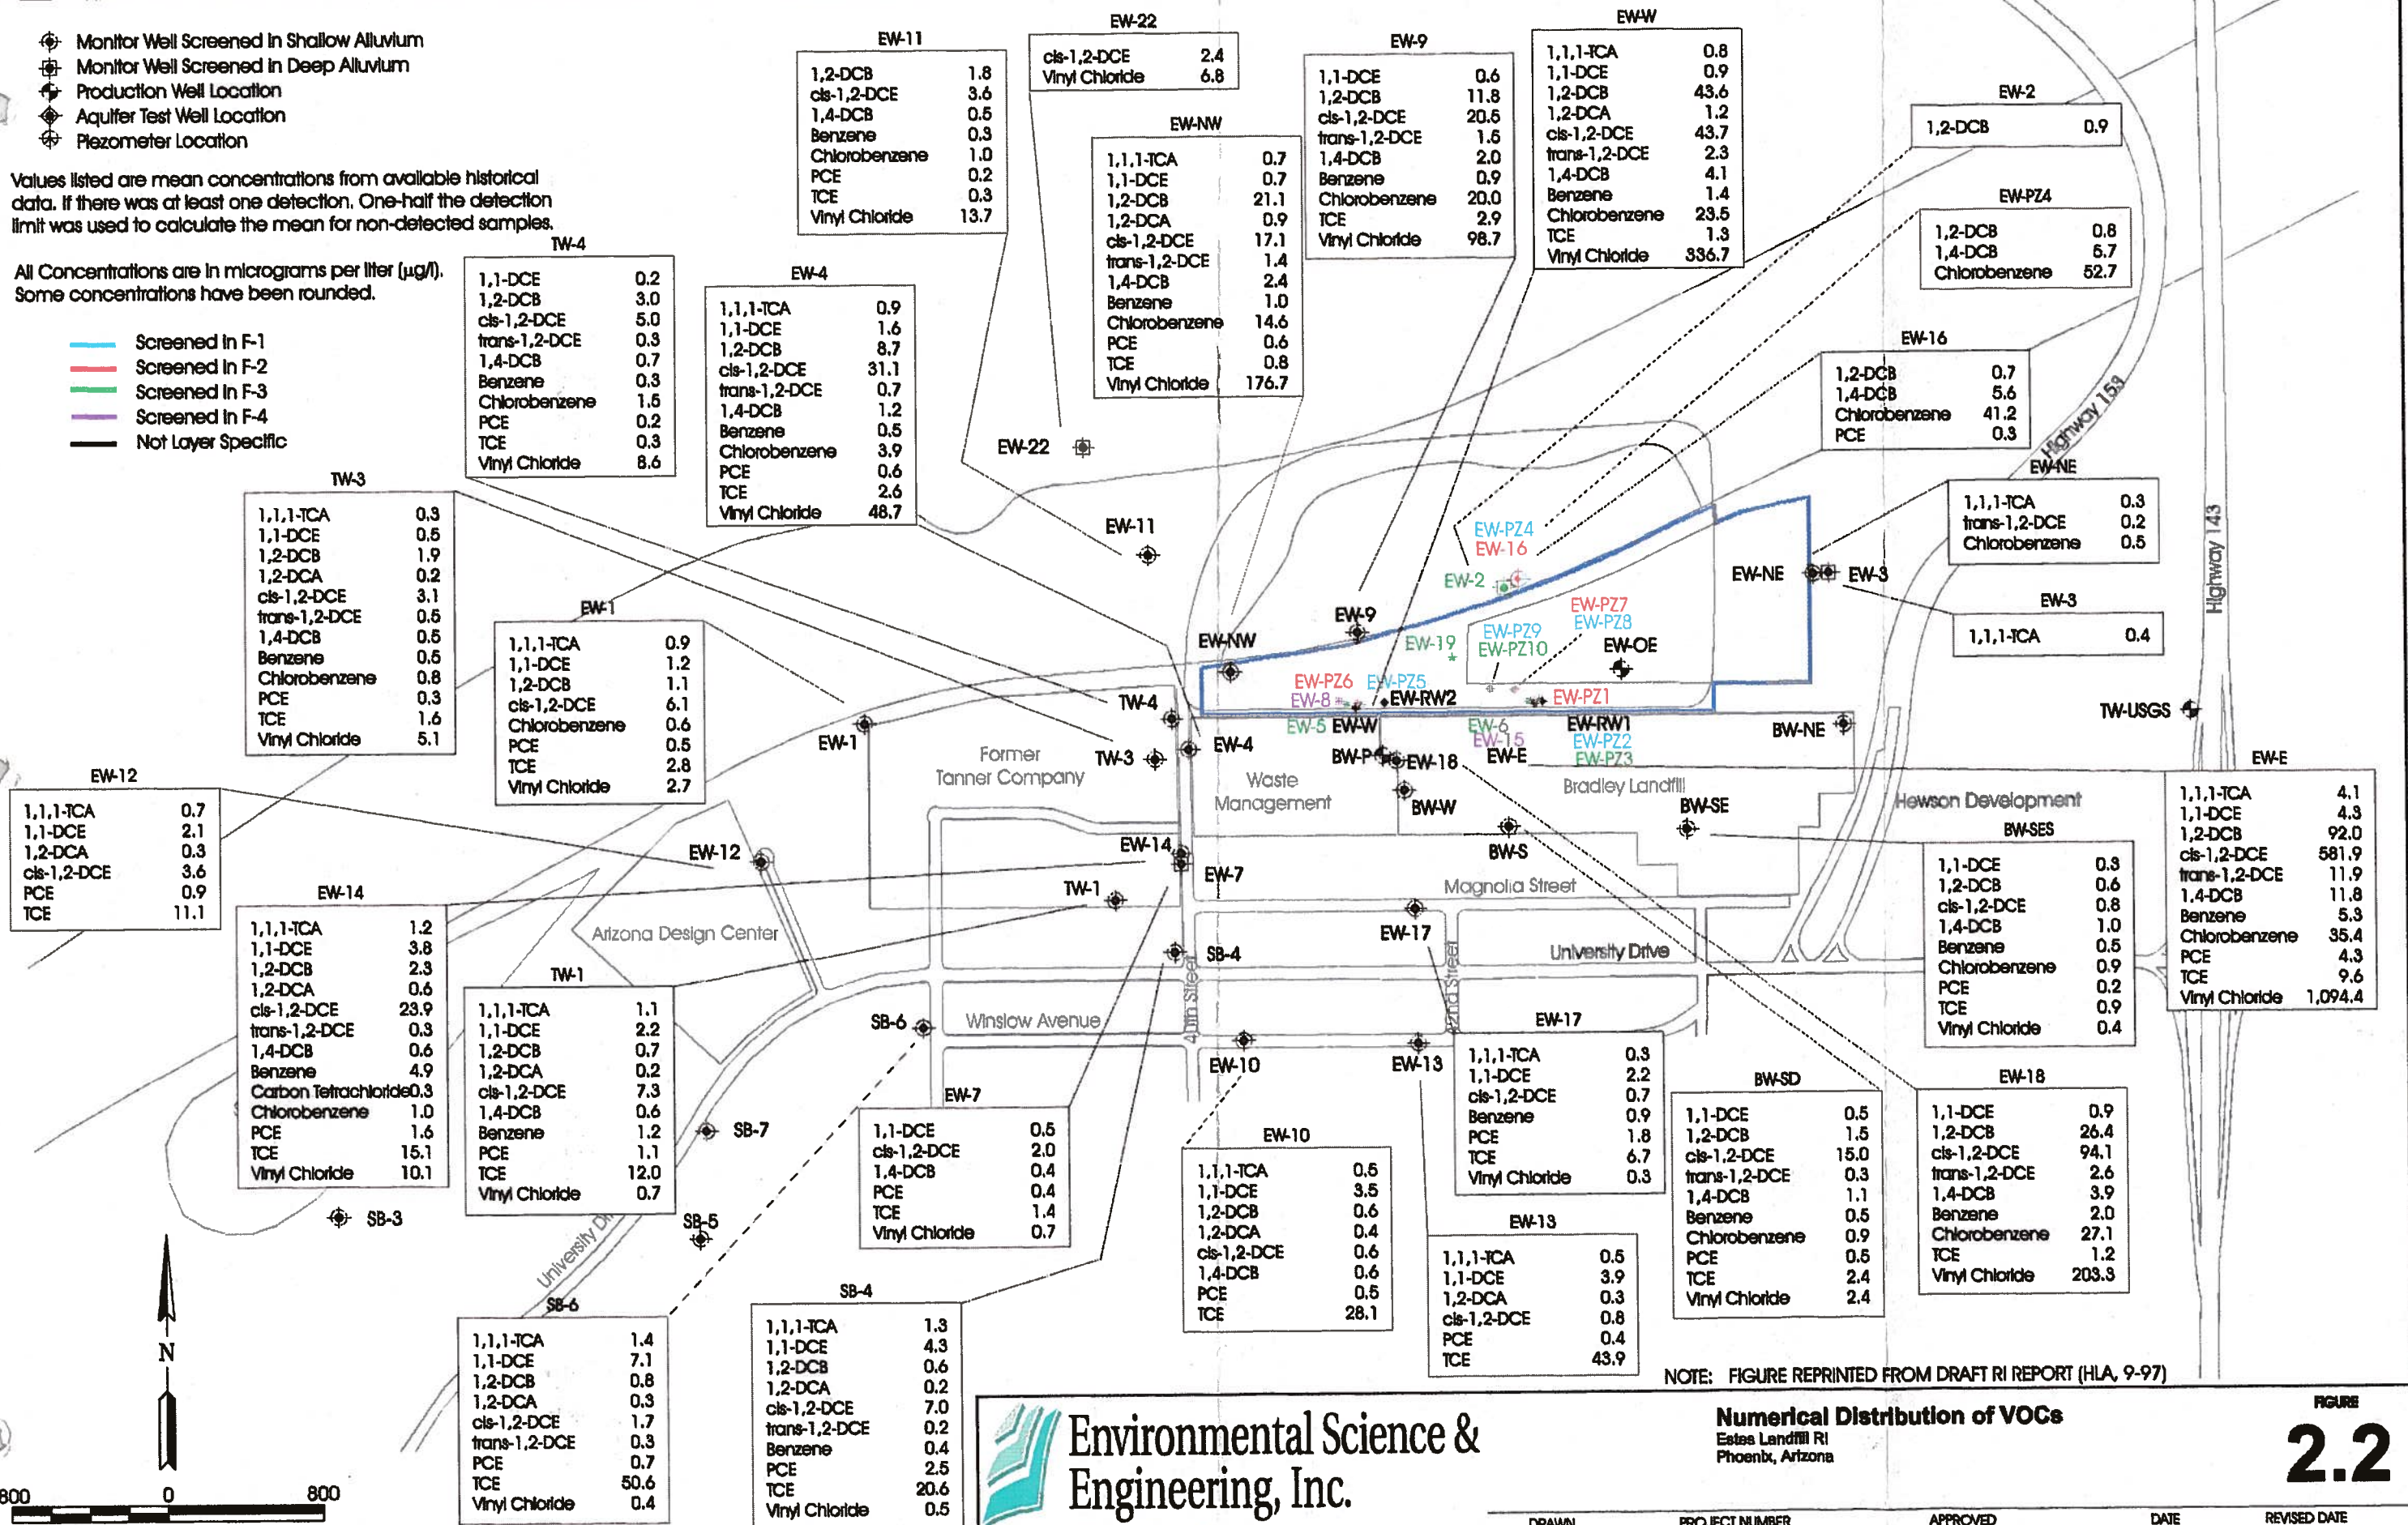 Monitor Well Screened in Shallow Alluvium
Monitor Well Screened in Deep Alluvium
Production Well Location
Aquifer Test Well Location
Piezometer Location
Values listed are mean concentrations from available historical
data. If there was at least one detection. One-half the detection
limit was used to calculate the mean for non-detected samples.
All Concentrations are in micrograms per liter (µg/l).
Some concentrations have been rounded.
Screened in F-1
Screened in F-2
Screened in F-3
Screened in F-4
Not Layer Specific
EW-11
1,2-DCB 1.8
cis-1,2-DCE 3.6
1,4-DCB 0.5
Benzene 0.3
Chlorobenzene 1.0
PCE 0.2
TCE 0.3
Vinyl Chloride 13.7
EW-22
cis-1,2-DCE 2.4
Vinyl Chloride 6.8
EW-NW
1,1,1-TCA 0.7
1,1-DCE 0.7
1,2-DCB 21.1
1,2-DCA 0.9
cis-1,2-DCE 17.1
trans-1,2-DCE 1.4
1,4-DCB 2.4
Benzene 1.0
Chlorobenzene 14.6
PCE 0.6
TCE 0.8
Vinyl Chloride 176.7
EW-9
1,1-DCE 0.6
1,2-DCB 11.8
cis-1,2-DCE 20.5
trans-1,2-DCE 1.5
1,4-DCB 2.0
Benzene 0.9
Chlorobenzene 20.0
TCE 2.9
Vinyl Chloride 98.7
EW-W
1,1,1-TCA 0.8
1,1-DCE 0.9
1,2-DCB 43.6
1,2-DCA 1.2
cis-1,2-DCE 43.7
trans-1,2-DCE 2.3
1,4-DCB 4.1
Benzene 1.4
Chlorobenzene 23.5
TCE 1.3
Vinyl Chloride 336.7
EW-2
1,2-DCB 0.9
EW-PZ4
1,2-DCB 0.8
1,4-DCB 5.7
Chlorobenzene 52.7
EW-16
1,2-DCB 0.7
1,4-DCB 5.6
Chlorobenzene 41.2
PCE 0.3
EW-NE
1,1,1-TCA 0.3
trans-1,2-DCE 0.2
Chlorobenzene 0.5
EW-3
1,1,1-TCA 0.4
TW-4
1,1-DCE 0.2
1,2-DCB 3.0
cis-1,2-DCE 5.0
trans-1,2-DCE 0.3
1,4-DCB 0.7
Benzene 0.3
Chlorobenzene 1.5
PCE 0.2
TCE 0.3
Vinyl Chloride 8.6
EW-4
1,1,1-TCA 0.9
1,1-DCE 1.6
1,2-DCB 8.7
cis-1,2-DCE 31.1
trans-1,2-DCE 0.7
1,4-DCB 1.2
Benzene 0.5
Chlorobenzene 3.9
PCE 0.6
TCE 2.6
Vinyl Chloride 48.7
TW-3
1,1,1-TCA 0.3
1,1-DCE 0.5
1,2-DCB 1.9
1,2-DCA 0.2
cis-1,2-DCE 3.1
trans-1,2-DCE 0.5
1,4-DCB 0.5
Benzene 0.5
Chlorobenzene 0.8
PCE 0.3
TCE 1.6
Vinyl Chloride 5.1
EW-1
1,1,1-TCA 0.9
1,1-DCE 1.2
1,2-DCB 1.1
cis-1,2-DCE 6.1
Chlorobenzene 0.6
PCE 0.5
TCE 2.8
Vinyl Chloride 2.7
EW-12
1,1,1-TCA 0.7
1,1-DCE 2.1
1,2-DCA 0.3
cis-1,2-DCE 3.6
PCE 0.9
TCE 11.1
EW-14
1,1,1-TCA 1.2
1,1-DCE 3.8
1,2-DCB 2.3
1,2-DCA 0.6
cis-1,2-DCE 23.9
trans-1,2-DCE 0.3
1,4-DCB 0.6
Benzene 4.9
Carbon Tetrachloride0.3
Chlorobenzene 1.0
PCE 1.6
TCE 15.1
Vinyl Chloride 10.1
TW-1
1,1,1-TCA 1.1
1,1-DCE 2.2
1,2-DCB 0.7
1,2-DCA 0.2
cis-1,2-DCE 7.3
1,4-DCB 0.6
Benzene 1.2
PCE 1.1
TCE 12.0
Vinyl Chloride 0.7
EW-22
EW-11
EW-PZ4
EW-16
EW-2
EW-NE
EW-3
EW-9
EW-PZ7
EW-PZ8
EW-PZ9
EW-PZ10
EW-19
EW-OE
EW-NW
EW-PZ6
EW-PZ5
EW-8
EW-RW2
EW-PZ1
EW-5
EW-W
EW-6
EW-15
EW-RW1
EW-PZ2
EW-PZ3
EW-E
BW-P
EW-18
BW-W
BW-S
BW-SE
BW-NE
TW-USGS
TW-4
TW-3
EW-4
EW-1
EW-12
EW-14
EW-7
TW-1
EW-17
SB-4
SB-6
SB-7
SB-5
SB-3
EW-10
EW-13
Former
Tanner Company
Waste
Management
Bradley Landfill
Hewson Development
Arizona Design Center
Magnolia Street
University Drive
Winslow Avenue
40th Street
42nd Street
Highway 153
Highway 143
University Dri
EW-E
1,1,1-TCA 4.1
1,1-DCE 4.3
1,2-DCB 92.0
cis-1,2-DCE 581.9
trans-1,2-DCE 11.9
1,4-DCB 11.8
Benzene 5.3
Chlorobenzene 35.4
PCE 4.3
TCE 9.6
Vinyl Chloride 1,094.4
BW-SES
1,1-DCE 0.3
1,2-DCB 0.6
cis-1,2-DCE 0.8
1,4-DCB 1.0
Benzene 0.5
Chlorobenzene 0.9
PCE 0.2
TCE 0.9
Vinyl Chloride 0.4
EW-17
1,1,1-TCA 0.3
1,1-DCE 2.2
cis-1,2-DCE 0.7
Benzene 0.9
PCE 1.8
TCE 6.7
Vinyl Chloride 0.3
BW-SD
1,1-DCE 0.5
1,2-DCB 1.5
cis-1,2-DCE 15.0
trans-1,2-DCE 0.3
1,4-DCB 1.1
Benzene 0.5
Chlorobenzene 0.9
PCE 0.5
TCE 2.4
Vinyl Chloride 2.4
EW-18
1,1-DCE 0.9
1,2-DCB 26.4
cis-1,2-DCE 94.1
trans-1,2-DCE 2.6
1,4-DCB 3.9
Benzene 2.0
Chlorobenzene 27.1
TCE 1.2
Vinyl Chloride 203.3
EW-7
1,1-DCE 0.5
cis-1,2-DCE 2.0
1,4-DCB 0.4
PCE 0.4
TCE 1.4
Vinyl Chloride 0.7
EW-10
1,1,1-TCA 0.5
1,1-DCE 3.5
1,2-DCB 0.6
1,2-DCA 0.4
cis-1,2-DCE 0.6
1,4-DCB 0.6
PCE 0.5
TCE 28.1
EW-13
1,1,1-TCA 0.5
1,1-DCE 3.9
1,2-DCA 0.3
cis-1,2-DCE 0.8
PCE 0.4
TCE 43.9
SB-6
1,1,1-TCA 1.4
1,1-DCE 7.1
1,2-DCB 0.8
1,2-DCA 0.3
cis-1,2-DCE 1.7
trans-1,2-DCE 0.3
PCE 0.7
TCE 50.6
Vinyl Chloride 0.4
SB-4
1,1,1-TCA 1.3
1,1-DCE 4.3
1,2-DCB 0.6
1,2-DCA 0.2
cis-1,2-DCE 7.0
trans-1,2-DCE 0.2
Benzene 0.4
PCE 2.5
TCE 20.6
Vinyl Chloride 0.5
N
800 0 800
NOTE: FIGURE REPRINTED FROM DRAFT RI REPORT (HLA, 9-97)
Environmental Science &
Engineering, Inc.
Numerical Distribution of VOCs
Estes Landfill RI
Phoenix, Arizona
FIGURE
2.2
DRAWN PROJECT NUMBER APPROVED DATE REVISED DATE